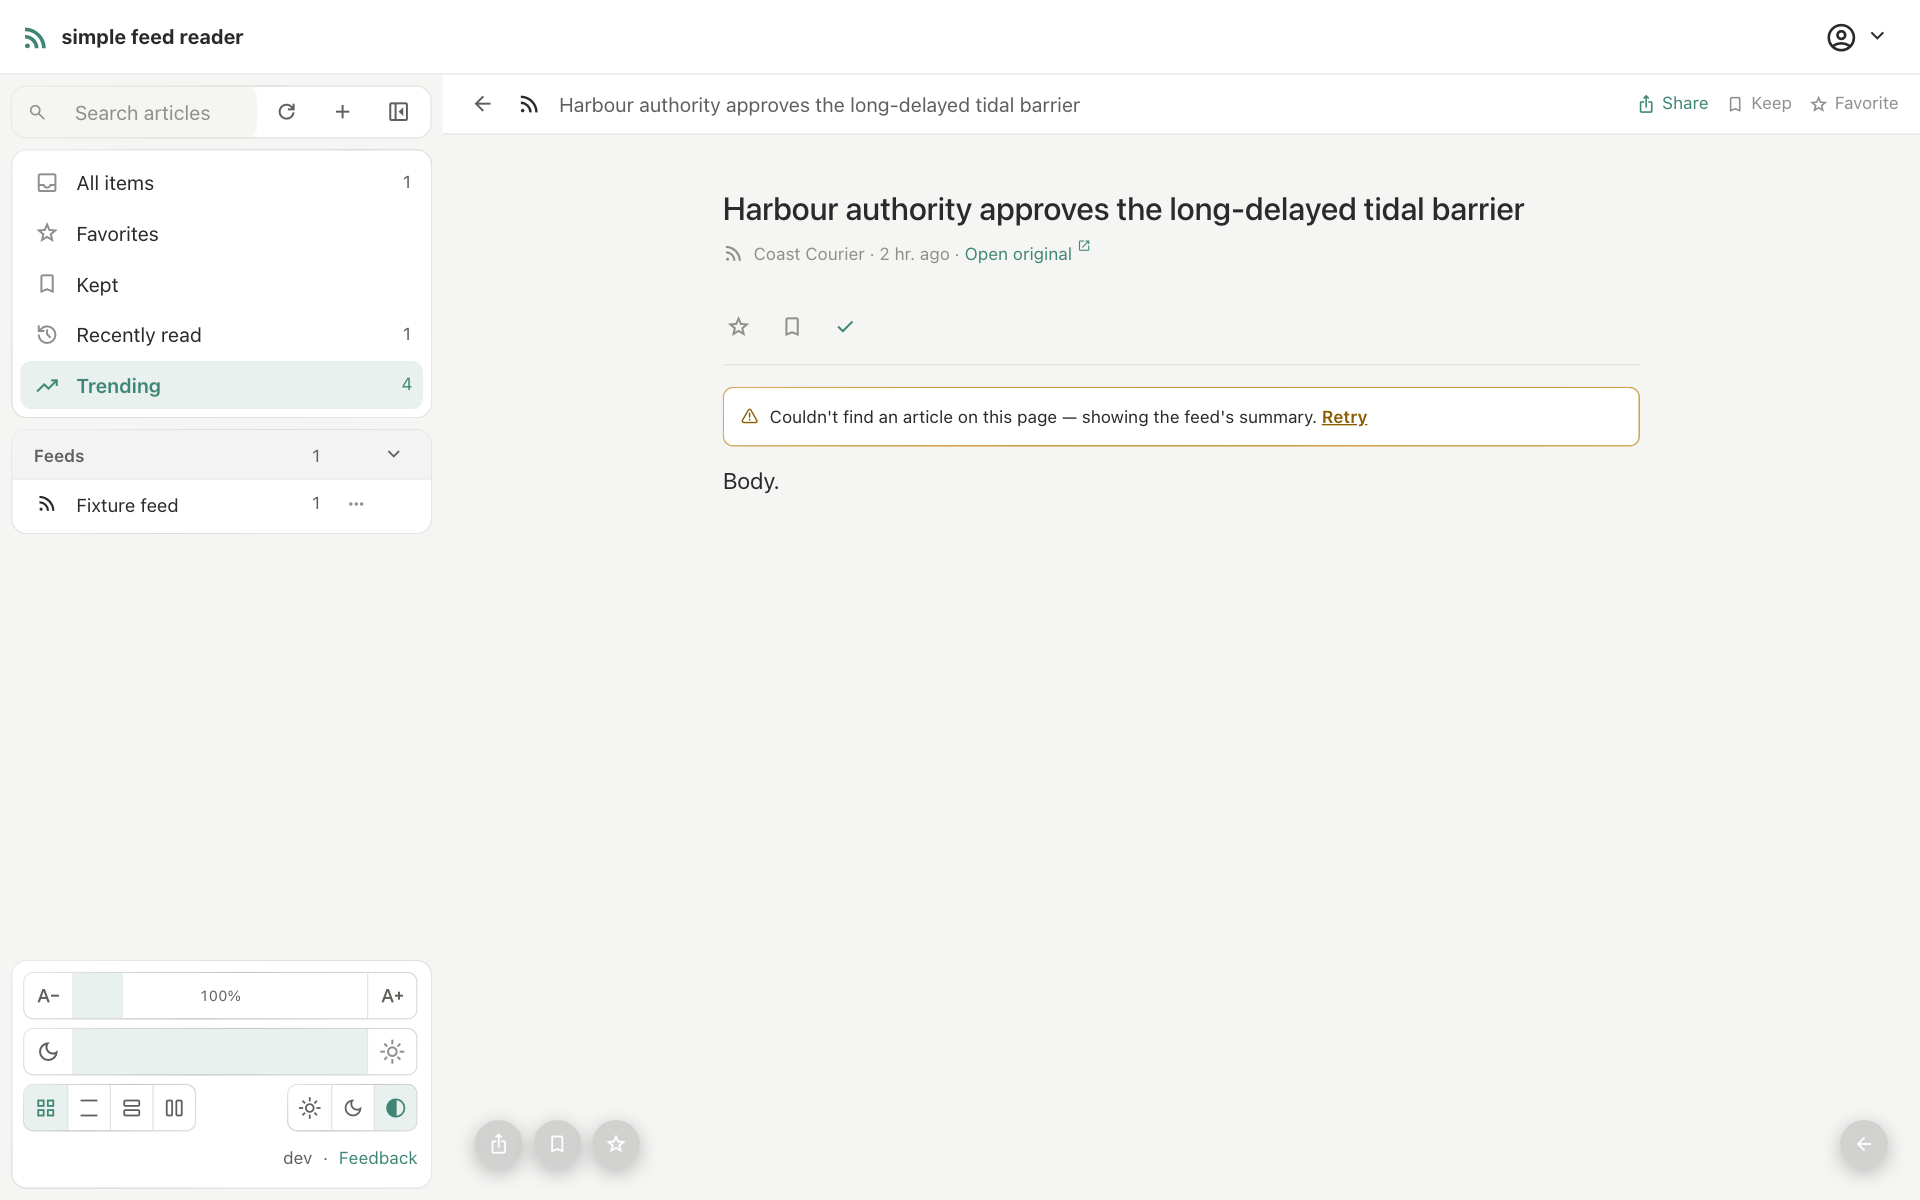 simple feed reader
Search articles
Harbour authority approves the long-delayed tidal barrier
Share
Keep
Favorite
All items 1
Favorites
Kept
Recently read 1
Trending 4
Feeds 1
Fixture feed 1
Harbour authority approves the long-delayed tidal barrier
Coast Courier · 2 hr. ago · Open original
Couldn't find an article on this page — showing the feed's summary. Retry
Body.
A− 100% A+
dev · Feedback